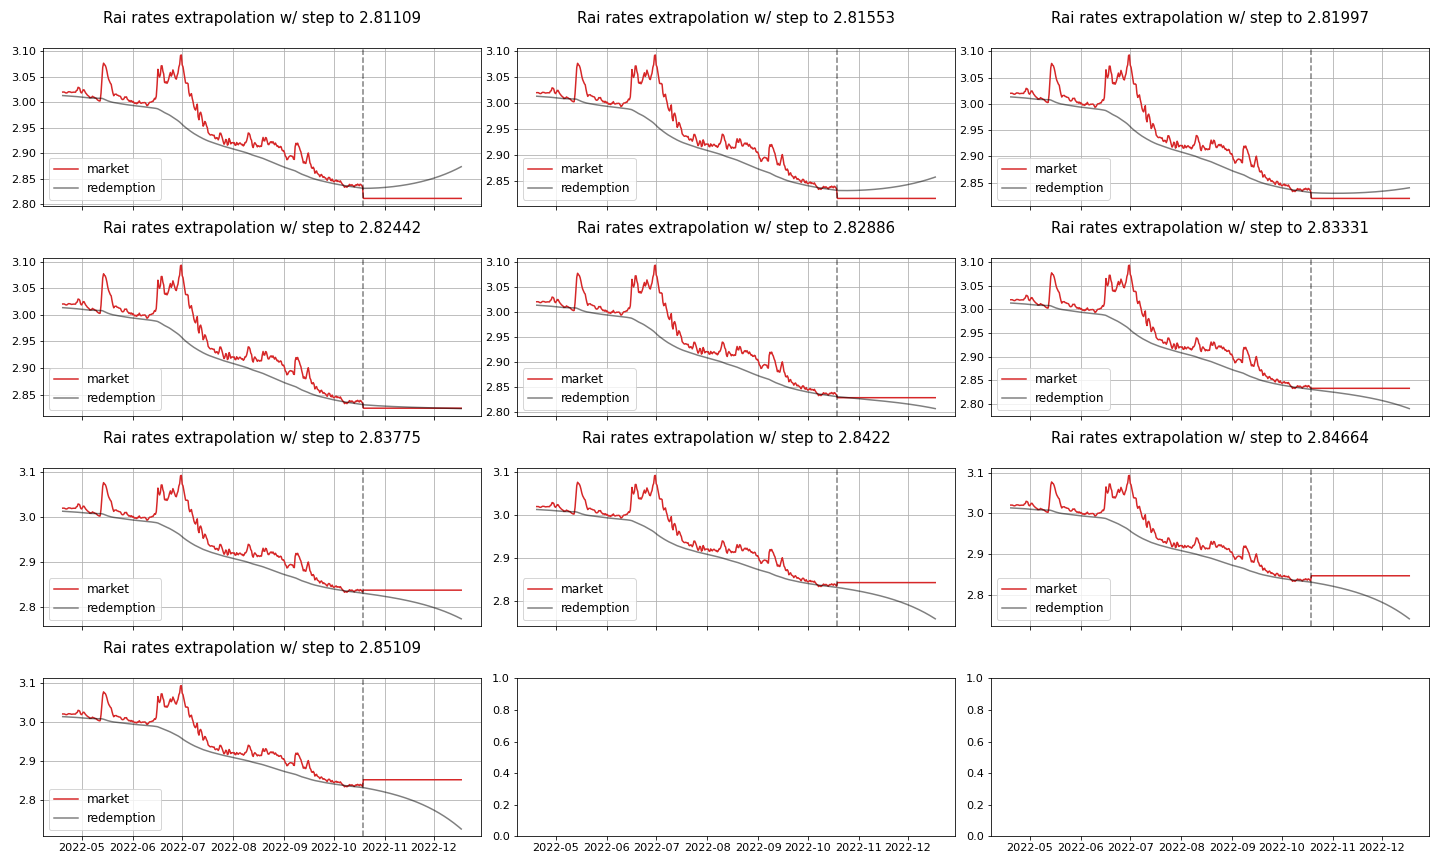 Rai rates extrapolation w/ step to 2.81109
3.10
3.05
3.00
2.95
2.90
2.85
2.80
market
redemption
Rai rates extrapolation w/ step to 2.81553
3.10
3.05
3.00
2.95
2.90
2.85
market
redemption
Rai rates extrapolation w/ step to 2.81997
3.10
3.05
3.00
2.95
2.90
2.85
market
redemption
Rai rates extrapolation w/ step to 2.82442
3.10
3.05
3.00
2.95
2.90
2.85
market
redemption
Rai rates extrapolation w/ step to 2.82886
3.10
3.05
3.00
2.95
2.90
2.85
2.80
market
redemption
Rai rates extrapolation w/ step to 2.83331
3.10
3.05
3.00
2.95
2.90
2.85
2.80
market
redemption
Rai rates extrapolation w/ step to 2.83775
3.1
3.0
2.9
2.8
market
redemption
Rai rates extrapolation w/ step to 2.8422
3.1
3.0
2.9
2.8
market
redemption
Rai rates extrapolation w/ step to 2.84664
3.1
3.0
2.9
2.8
market
redemption
Rai rates extrapolation w/ step to 2.85109
3.1
3.0
2.9
2.8
market
redemption
2022-05 2022-06 2022-07 2022-08 2022-09 2022-10 2022-11 2022-12
1.0
0.8
0.6
0.4
0.2
0.0
2022-05 2022-06 2022-07 2022-08 2022-09 2022-10 2022-11 2022-12
1.0
0.8
0.6
0.4
0.2
0.0
2022-05 2022-06 2022-07 2022-08 2022-09 2022-10 2022-11 2022-12